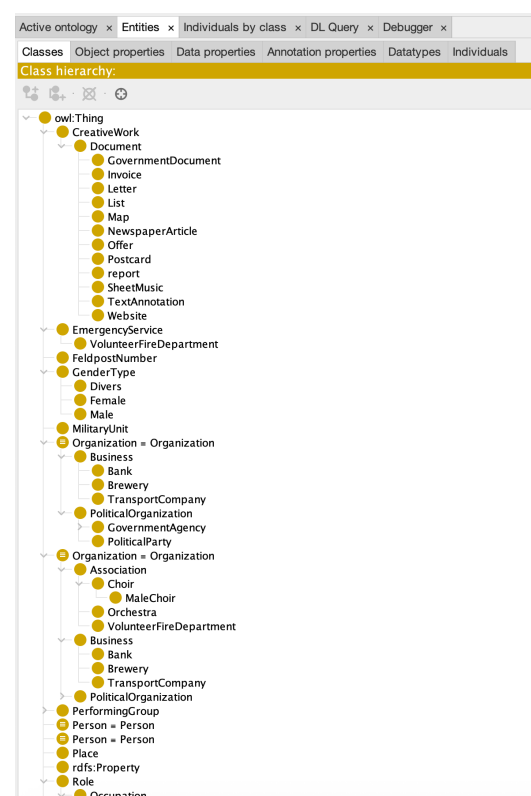 Active ontology × Entities × Individuals by class × DL Query × Debugger ×
Classes Object properties Data properties Annotation properties Datatypes Individuals
Class hierarchy:
owl:Thing
CreativeWork
Document
GovernmentDocument
Invoice
Letter
List
Map
NewspaperArticle
Offer
Postcard
report
SheetMusic
TextAnnotation
Website
EmergencyService
VolunteerFireDepartment
FeldpostNumber
GenderType
Divers
Female
Male
MilitaryUnit
Organization = Organization
Business
Bank
Brewery
TransportCompany
PoliticalOrganization
GovernmentAgency
PoliticalParty
Organization = Organization
Association
Choir
MaleChoir
Orchestra
VolunteerFireDepartment
Business
Bank
Brewery
TransportCompany
PoliticalOrganization
PerformingGroup
Person = Person
Person = Person
Place
rdfs:Property
Role
Occupation